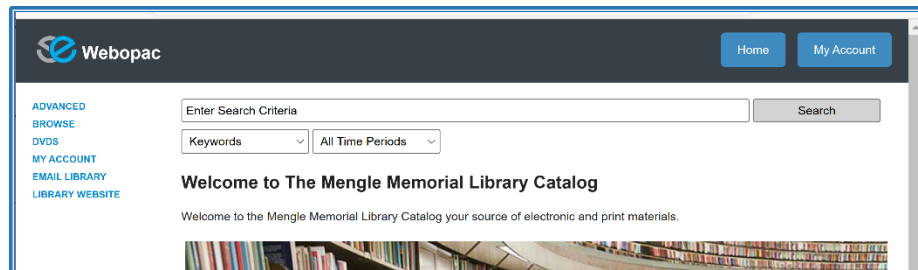 Webopac
Home
My Account
ADVANCED
BROWSE
DVDS
MY ACCOUNT
EMAIL LIBRARY
LIBRARY WEBSITE
Enter Search Criteria
Search
Keywords
All Time Periods
Welcome to The Mengle Memorial Library Catalog
Welcome to the Mengle Memorial Library Catalog your source of electronic and print materials.